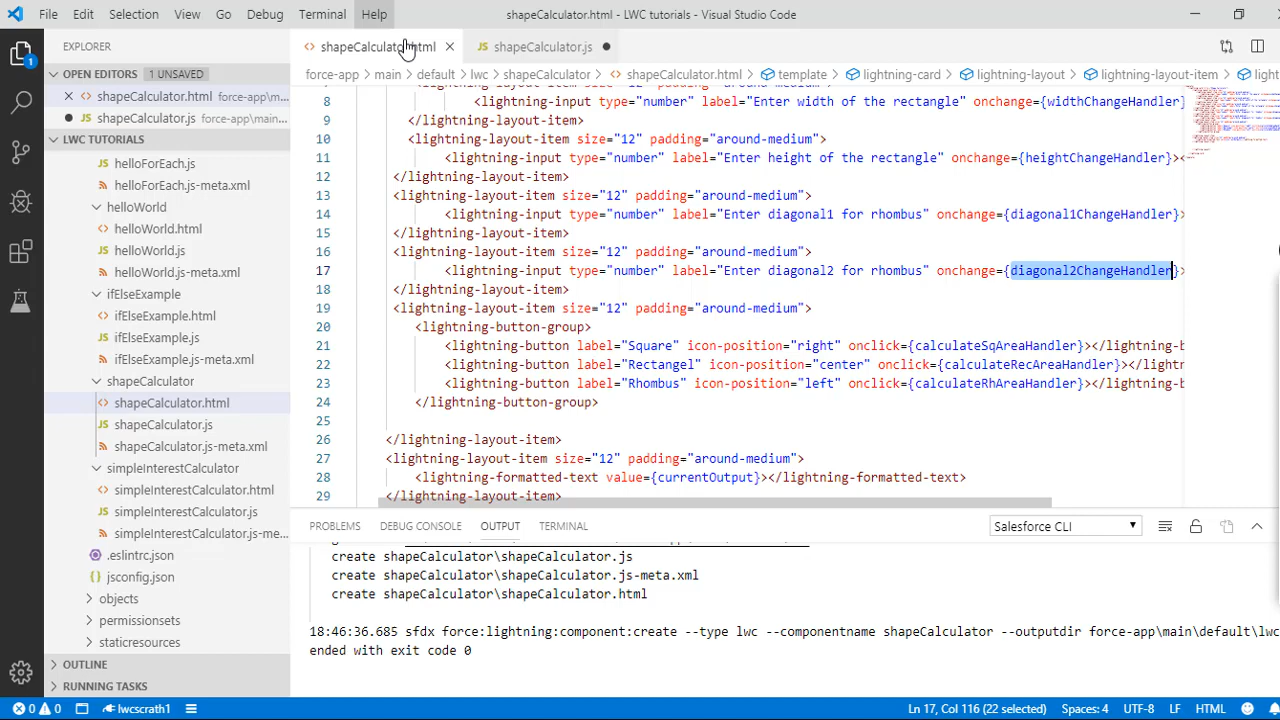 File Edit Selection View Go Debug Terminal Help
shapeCalculator.html - LWC tutorials - Visual Studio Code
EXPLORER
OPEN EDITORS 1 UNSAVED
shapeCalculator.html force-app\m...
shapeCalculator.js force-app\main...
LWC TUTOR
helloForEach.js
helloForEach.js-meta.xml
helloWorld
helloWorld.html
helloWorld.js
helloWorld.js-meta.xml
ifElseExample
ifElseExample.html
ifElseExample.js
ifElseExample.js-meta.xml
shapeCalculator
shapeCalculator.html
shapeCalculator.js
shapeCalculator.js-meta.xml
simpleInterestCalculator
simpleInterestCalculator.html
simpleInterestCalculator.js
simpleInterestCalculator.js-me...
.eslintrc.json
jsconfig.json
objects
permissionsets
staticresources
OUTLINE
RUNNING TASKS
shapeCalculator.html shapeCalculator.js
force-app > main > default > lwc > shapeCalculator > shapeCalculator.html > template > lightning-card > lightning-layout > lightning-layout-item > light
8 <lightning-input type="number" label="Enter width of the rectangle" onchange={widthChangeHandler}
9 </lightning-layout-item>
10 <lightning-layout-item size="12" padding="around-medium">
11 <lightning-input type="number" label="Enter height of the rectangle" onchange={heightChangeHandler}><
12 </lightning-layout-item>
13 <lightning-layout-item size="12" padding="around-medium">
14 <lightning-input type="number" label="Enter diagonal1 for rhombus" onchange={diagonal1ChangeHandler}>
15 </lightning-layout-item>
16 <lightning-layout-item size="12" padding="around-medium">
17 <lightning-input type="number" label="Enter diagonal2 for rhombus" onchange={diagonal2ChangeHandler}>
18 </lightning-layout-item>
19 <lightning-layout-item size="12" padding="around-medium">
20 <lightning-button-group>
21 <lightning-button label="Square" icon-position="right" onclick={calculateSqAreaHandler}></lightning-b
22 <lightning-button label="Rectangel" icon-position="center" onclick={calculateRecAreaHandler}></lightn
23 <lightning-button label="Rhombus" icon-position="left" onclick={calculateRhAreaHandler}></lightning-b
24 </lightning-button-group>
25
26 </lightning-layout-item>
27 <lightning-layout-item size="12" padding="around-medium">
28 <lightning-formatted-text value={currentOutput}></lightning-formatted-text>
29 </lightning-layout-item>
PROBLEMS DEBUG CONSOLE OUTPUT TERMINAL Salesforce CLI
create shapeCalculator\shapeCalculator.js
create shapeCalculator\shapeCalculator.js-meta.xml
create shapeCalculator\shapeCalculator.html
18:46:36.685 sfdx force:lightning:component:create --type lwc --componentname shapeCalculator --outputdir force-app\main\default\lwc
ended with exit code 0
0 0 lwcscrath1 Ln 17, Col 116 (22 selected) Spaces: 4 UTF-8 LF HTML